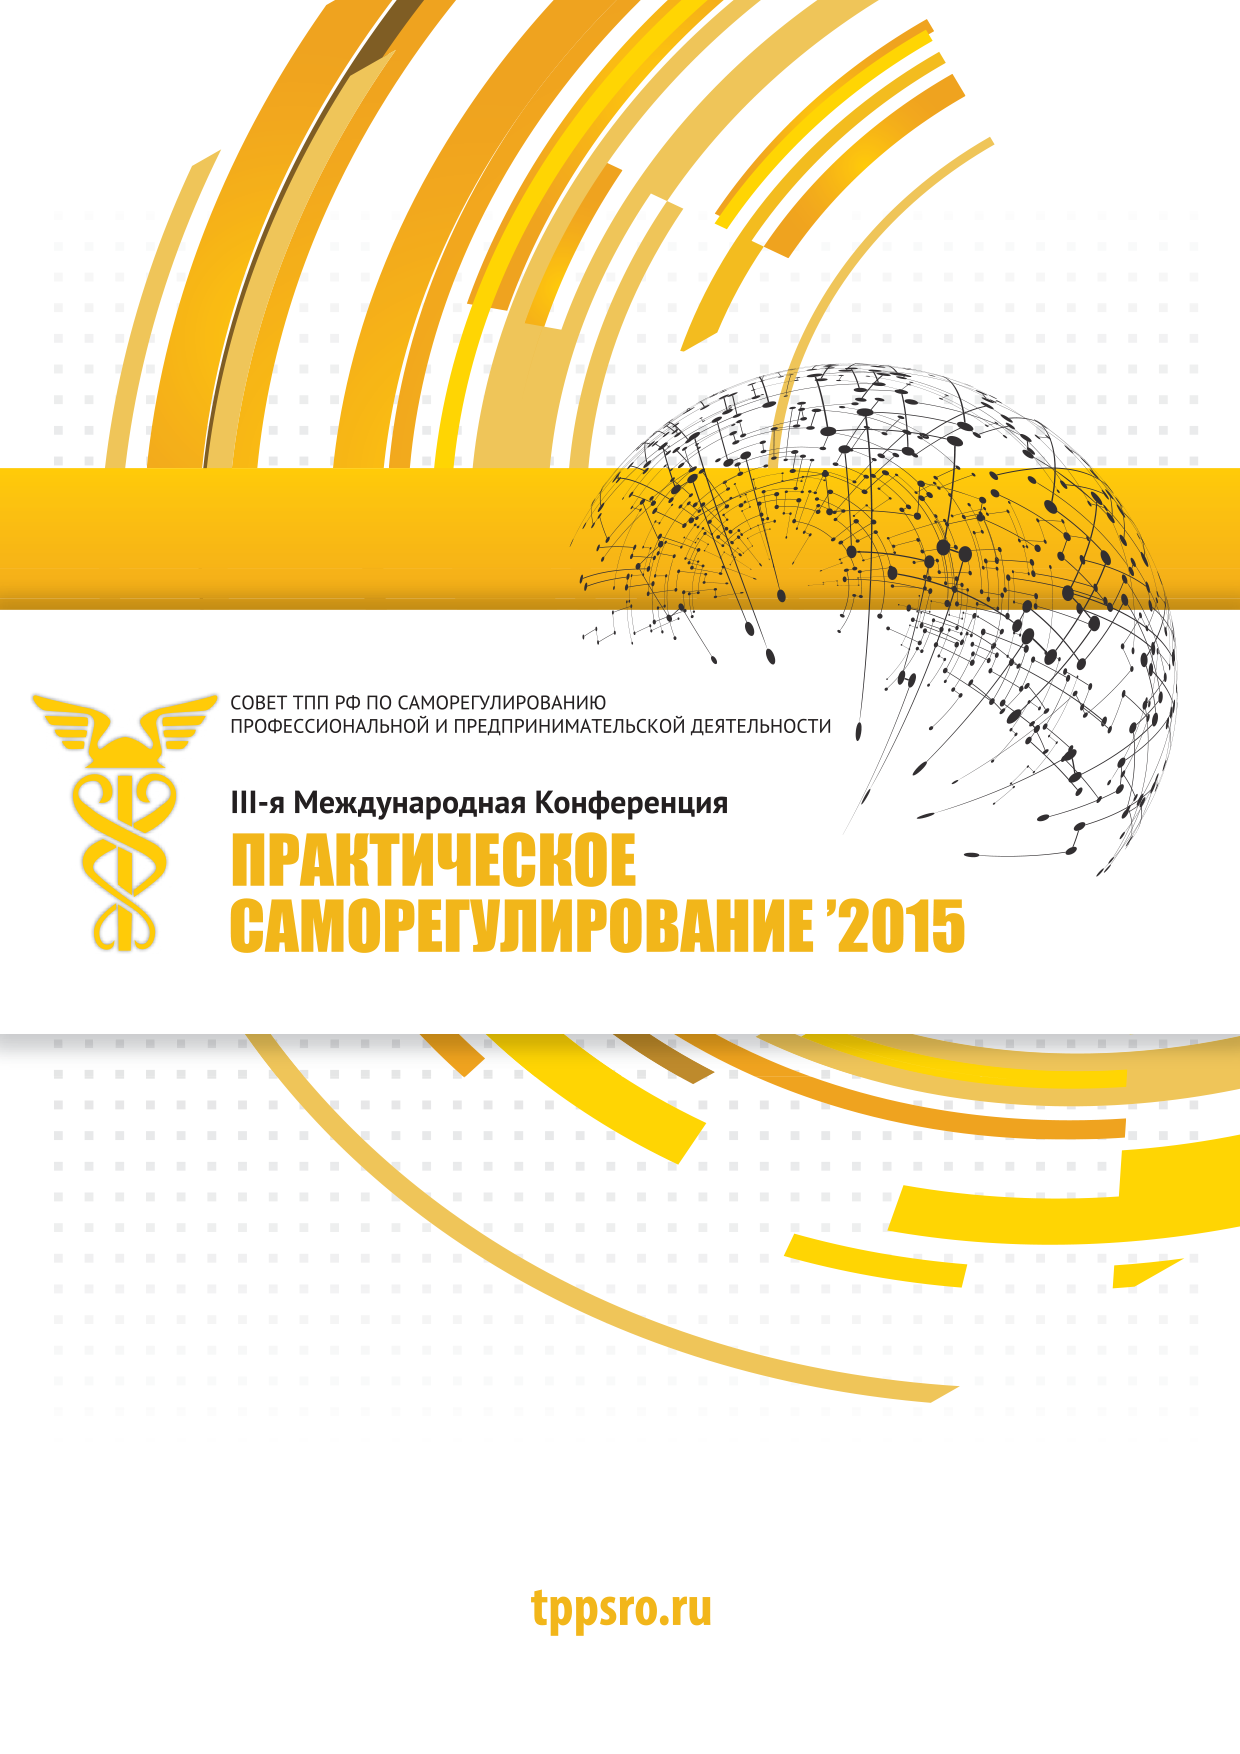 СОВЕТ ТПП РФ ПО САМОРЕГУЛИРОВАНИЮ
ПРОФЕССИОНАЛЬНОЙ И ПРЕДПРИНИМАТЕЛЬСКОЙ ДЕЯТЕЛЬНОСТИ
III-я Международная Конференция
ПРАКТИЧЕСКОЕ
САМОРЕГУЛИРОВАНИЕ ’2015
tppsro.ru